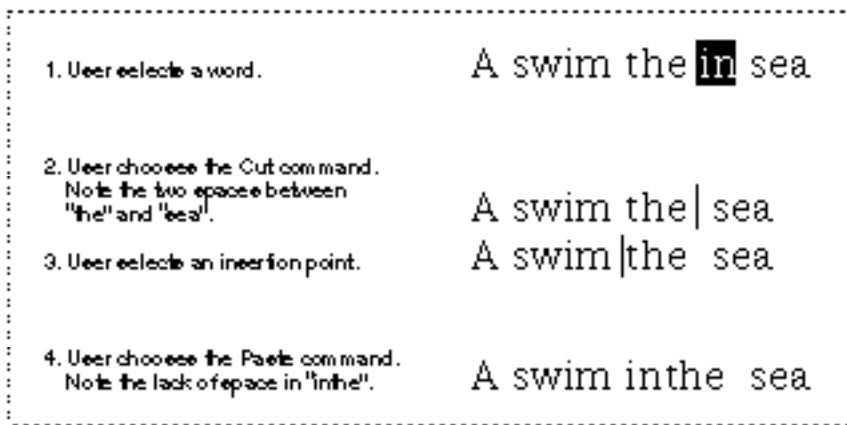 1. User selects a word.
A swim the in sea
2. User chooses the Cut command.
Note the two spaces between
"the" and "sea".
A swim the  sea
3. User selects an insertion point.
A swim the  sea
4. User chooses the Paste command.
Note the lack of space in "inthe".
A swim inthe  sea